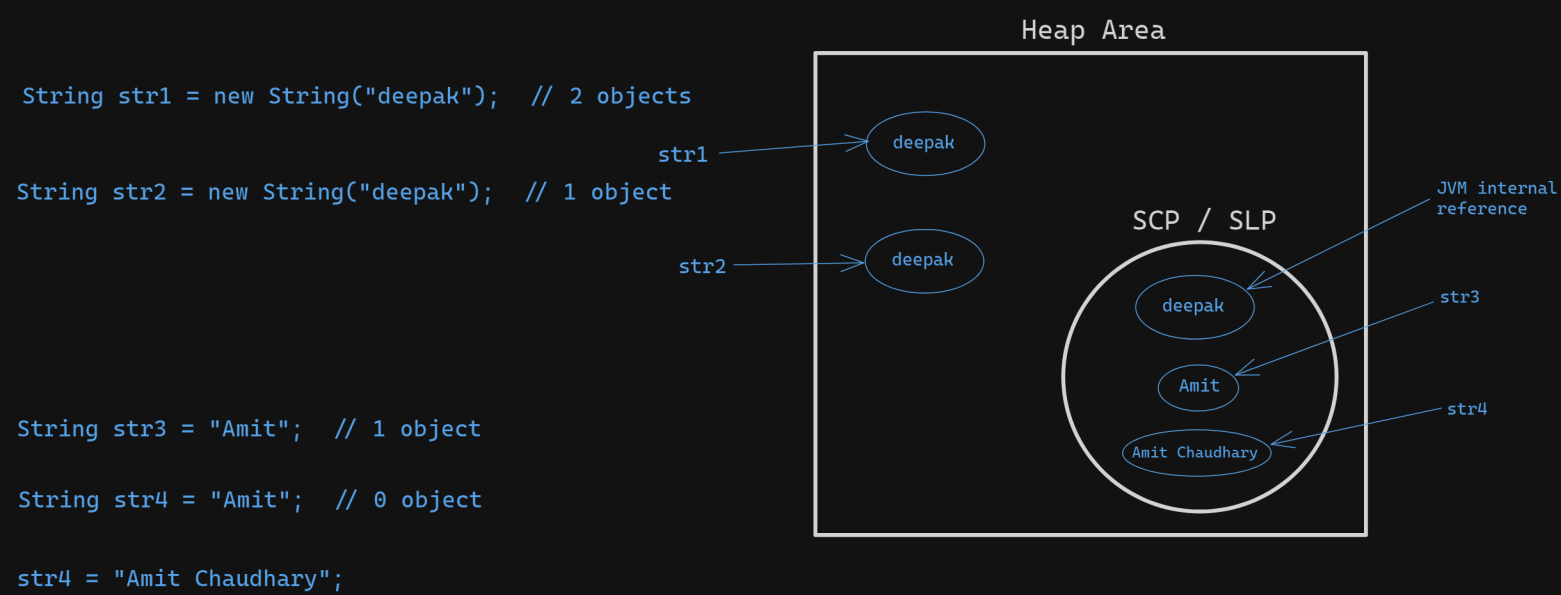 Heap Area
String str1 = new String("deepak");  // 2 objects
deepak
str1
String str2 = new String("deepak");  // 1 object
JVM internal
reference
SCP / SLP
str2
deepak
deepak
str3
Amit
str4
String str3 = "Amit";  // 1 object
Amit Chaudhary
String str4 = "Amit";  // 0 object
str4 = "Amit Chaudhary";